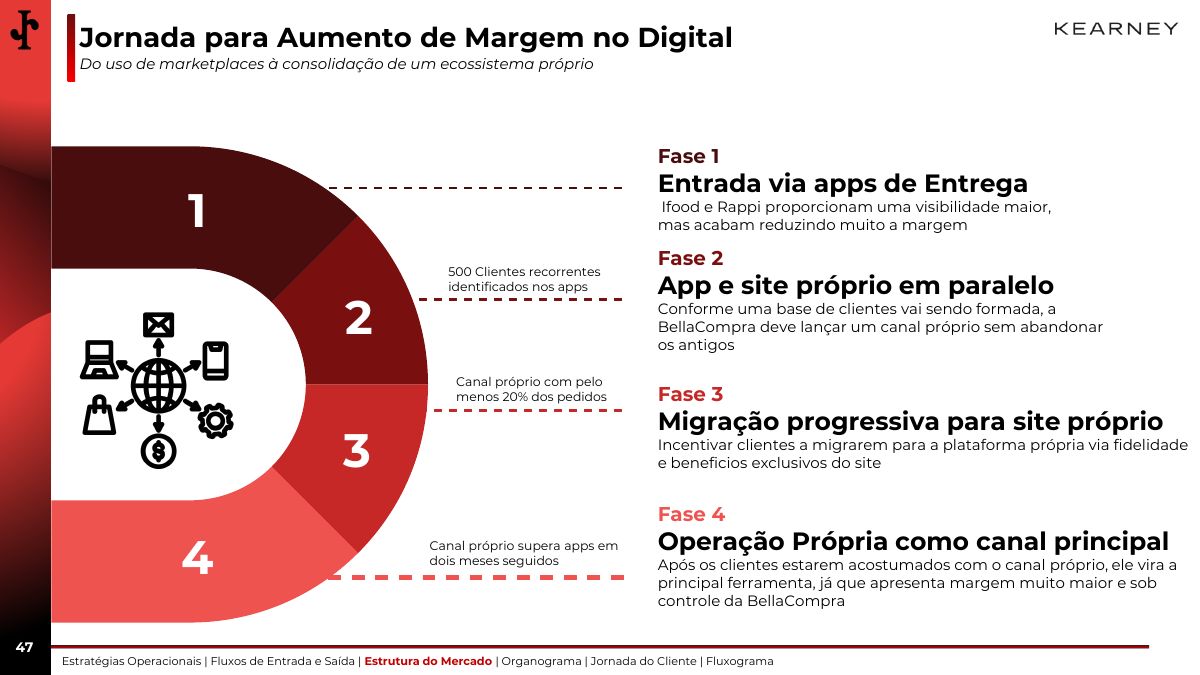 Jornada para Aumento de Margem no Digital
Do uso de marketplaces à consolidação de um ecossistema próprio
KEARNEY
1
2
3
4
500 Clientes recorrentes
identificados nos apps
Canal próprio com pelo
menos 20% dos pedidos
Canal próprio supera apps em
dois meses seguidos
Fase 1
Entrada via apps de Entrega
Ifood e Rappi proporcionam uma visibilidade maior,
mas acabam reduzindo muito a margem
Fase 2
App e site próprio em paralelo
Conforme uma base de clientes vai sendo formada, a
BellaCompra deve lançar um canal próprio sem abandonar
os antigos
Fase 3
Migração progressiva para site próprio
Incentivar clientes a migrarem para a plataforma própria via fidelidade
e beneficios exclusivos do site
Fase 4
Operação Própria como canal principal
Após os clientes estarem acostumados com o canal próprio, ele vira a
principal ferramenta, já que apresenta margem muito maior e sob
controle da BellaCompra
47
Estratégias Operacionais | Fluxos de Entrada e Saída | Estrutura do Mercado | Organograma | Jornada do Cliente | Fluxograma